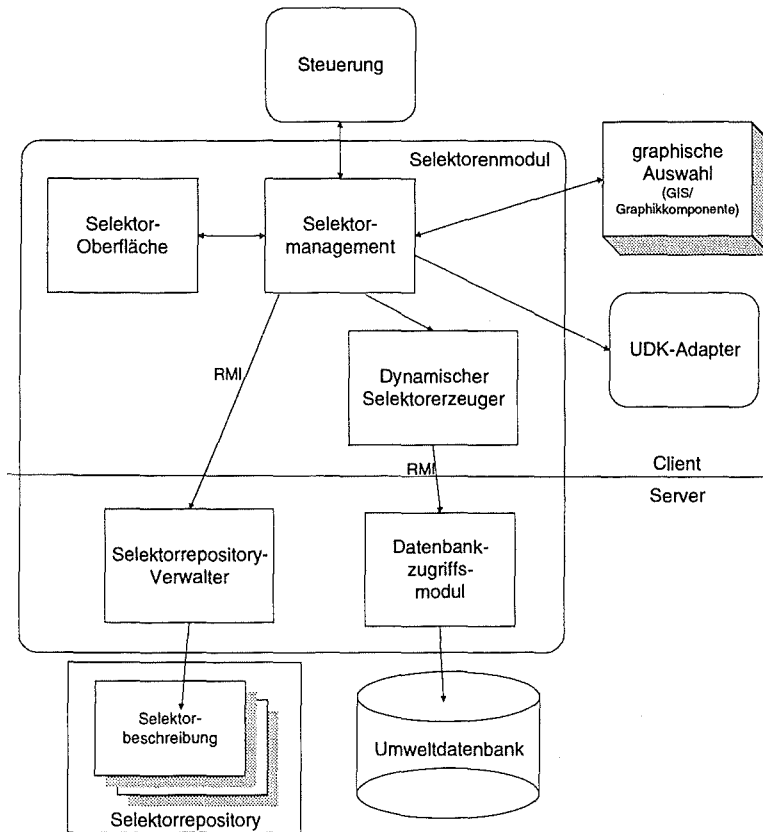 Steuerung
Selektorenmodul
graphische
Auswahl
(GIS/
Graphikkomponente)
Selektor-
Oberfläche
Selektor-
management
UDK-Adapter
RMI
Dynamischer
Selektorerzeuger
RMI
Client
Server
Selektorrepository-
Verwalter
Datenbank-
zugriffs-
modul
Selektor-
beschreibung
Umweltdatenbank
Selektorrepository